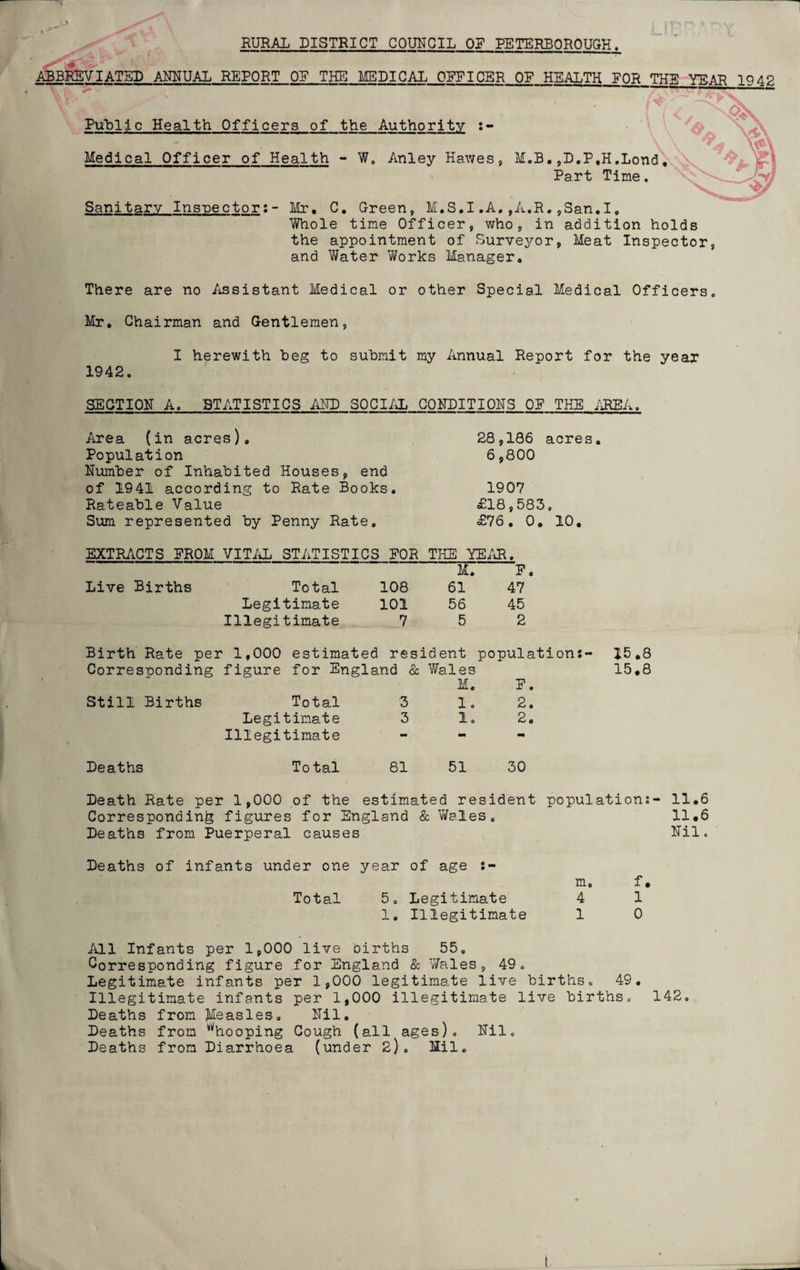 RURAL DISTRICT COUNCIL OF PETERBOROUGH.
ABBREVIATED ANNUAL REPORT OF THE MEDICAL OFFICER OF HEALTH FOR THE YEAR 1942
LIBRARY
Public Health Officers of the Authority :-
Medical Officer of Health - W. Anley Hawes, M.B.,D.P.H.Lond.
Part Time.
Sanitary Inspector:- Mr. C. Green, M.S.I.A.,A.R.,San.I.
Whole time Officer, who, in addition holds
the appointment of Surveyor, Meat Inspector,
and Water Works Manager.
There are no Assistant Medical or other Special Medical Officers.
Mr. Chairman and Gentlemen,
I herewith beg to submit my Annual Report for the year
1942.
SECTION A. STATISTICS AND SOCIAL CONDITIONS OF THE AREA.
Area (in acres). 28,186 acres.
Population 6,800
Number of Inhabited Houses, end
of 1941 according to Rate Books. 1907
Rateable Value £18,583.
Sum represented by Penny Rate. £76. 0. 10.
EXTRACTS FROM VITAL STATISTICS FOR THE YEAR.
M. F.
Live Births Total 108 61 47
Legitimate 101 56 45
Illegitimate 7 5 2
Birth Rate per 1,000 estimated resident population:- 15.8
Corresponding figure for England & Wales 15.8
M. F.
Still Births Total 3 1. 2.
Legitimate 3 1. 2.
Illegitimate - - -
Deaths Total 81 51 30
Death Rate per 1,000 of the estimated resident population:- 11.6
Corresponding figures for England & Wales. 11.6
Deaths from Puerperal causes Nil.
Deaths of infants under one year of age :-
m. f.
Total 5. Legitimate 4 1
1. Illegitimate 1 0
All Infants per 1,000 live births 55.
Corresponding figure for England & Wales, 49.
Legitimate infants per 1,000 legitimate live births. 49.
Illegitimate infants per 1,000 illegitimate live births. 142.
Deaths from Measles. Nil.
Deaths from Whooping Cough (all ages). Nil.
Deaths from Diarrhoea (under 2). Nil.